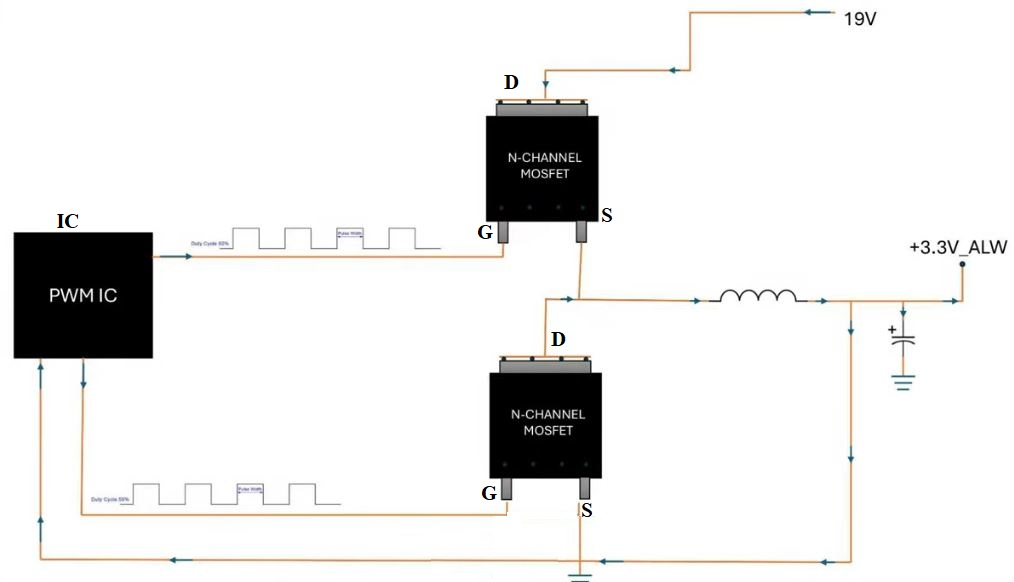 19V
D
N-CHANNEL
MOSFET
S
G
IC
Duty Cycle 50%
Pulse Width
PWM IC
+3.3V_ALW
+
D
N-CHANNEL
MOSFET
G
S
Duty Cycle 50%
Pulse Width